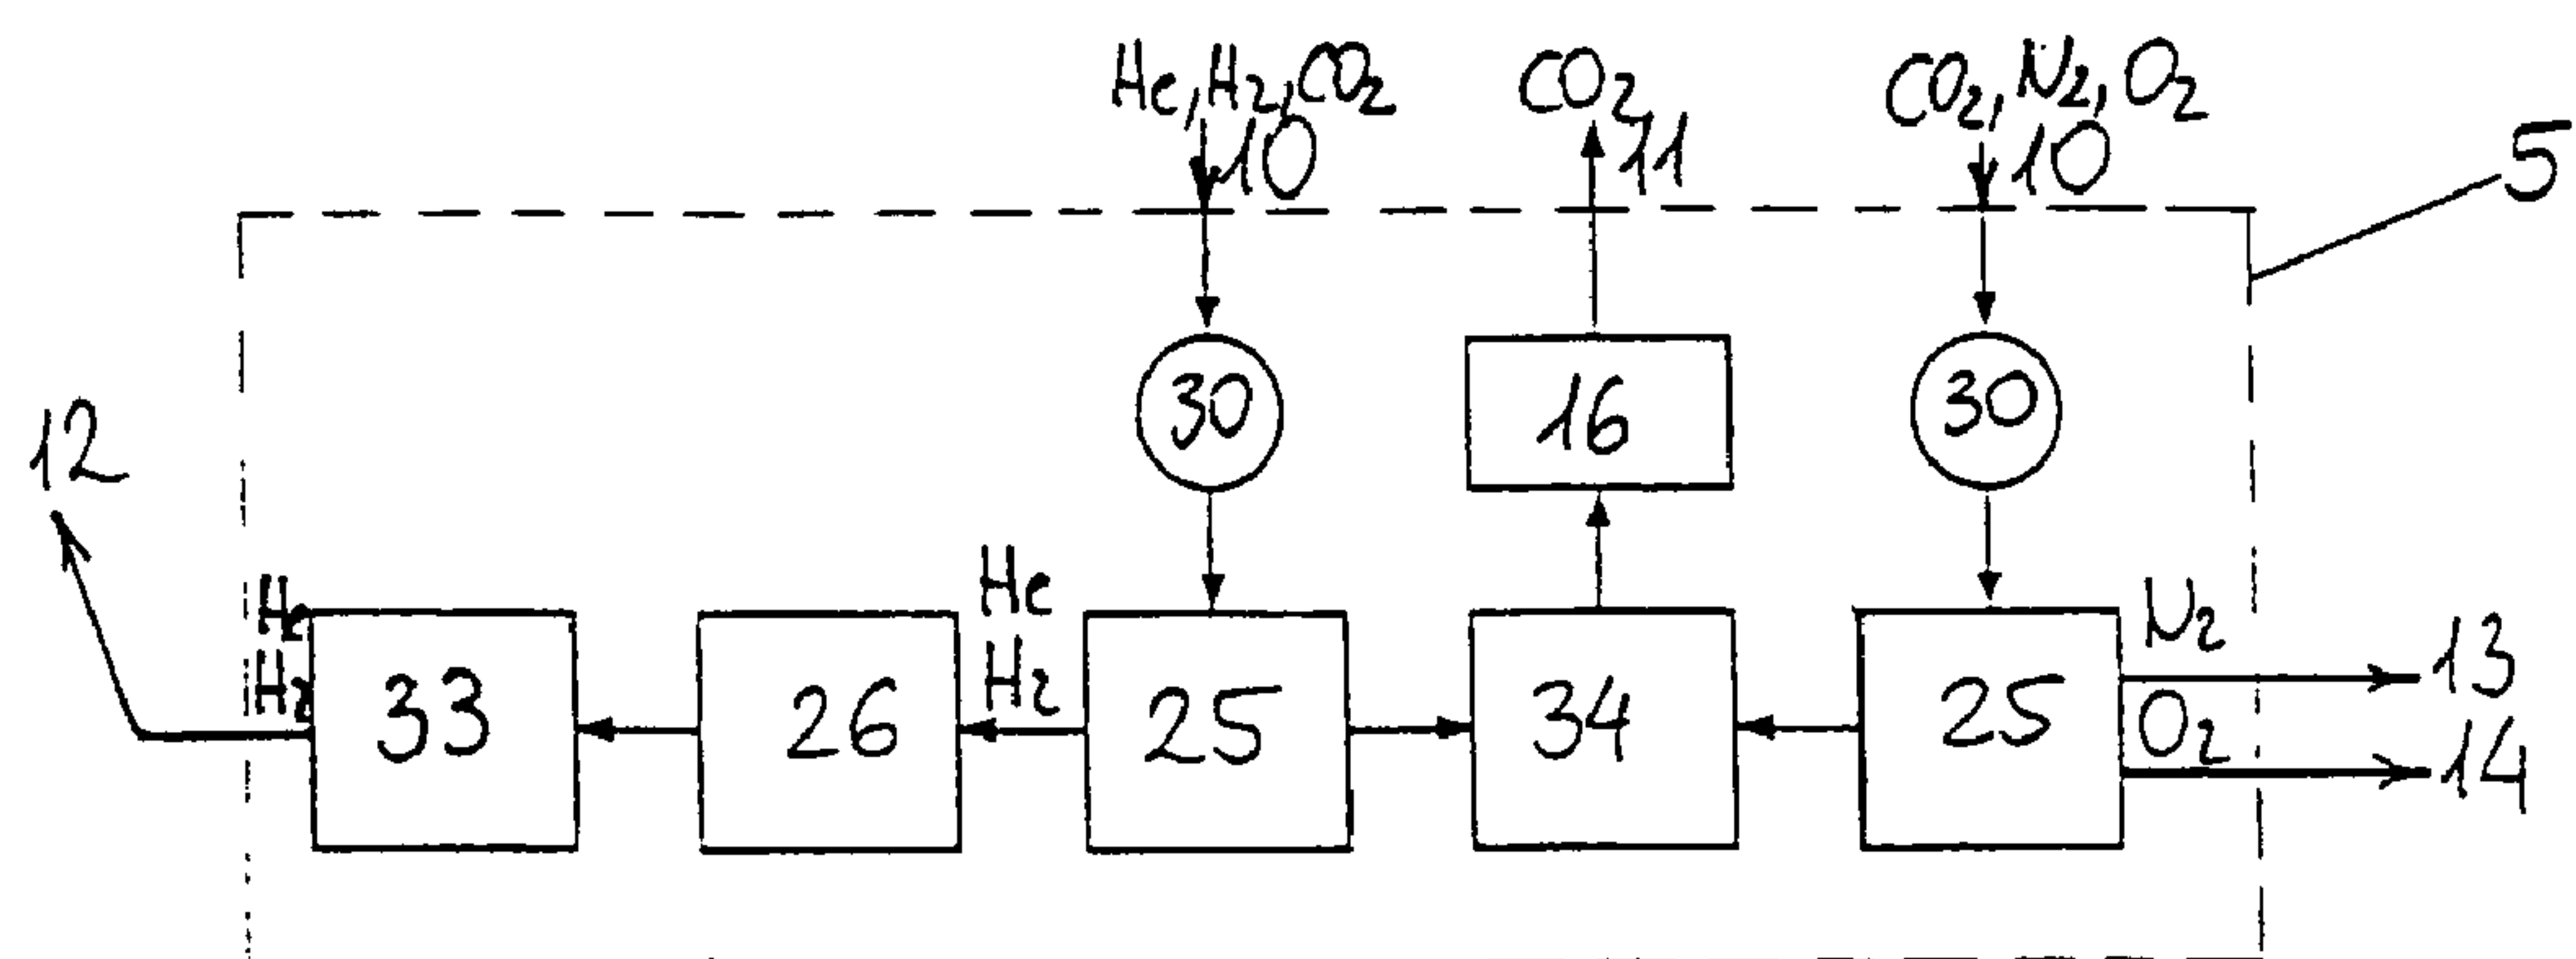 He, H₂, CO₂
CO₂
CO₂, N₂, O₂
10
11
10
5
30
16
30
12
He
H₂
He
H₂
N₂
O₂
13
14
33
26
25
34
25